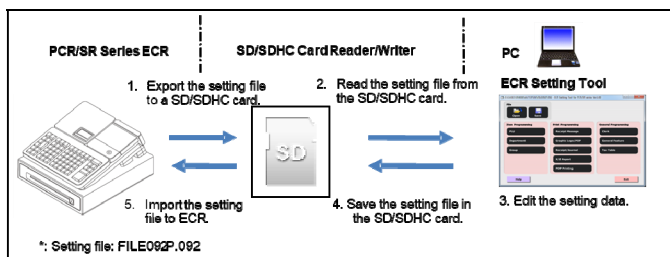 PCR/SR Series ECR
SD/SDHC Card Reader/Writer
PC
ECR Setting Tool
1. Export the setting file
to a SD/SDHC card.
2. Read the setting file from
the SD/SDHC card.
SD
3. Edit the setting data.
4. Save the setting file in
the SD/SDHC card.
5. Import the setting
file to ECR.
*: Setting file: FILE092P.092